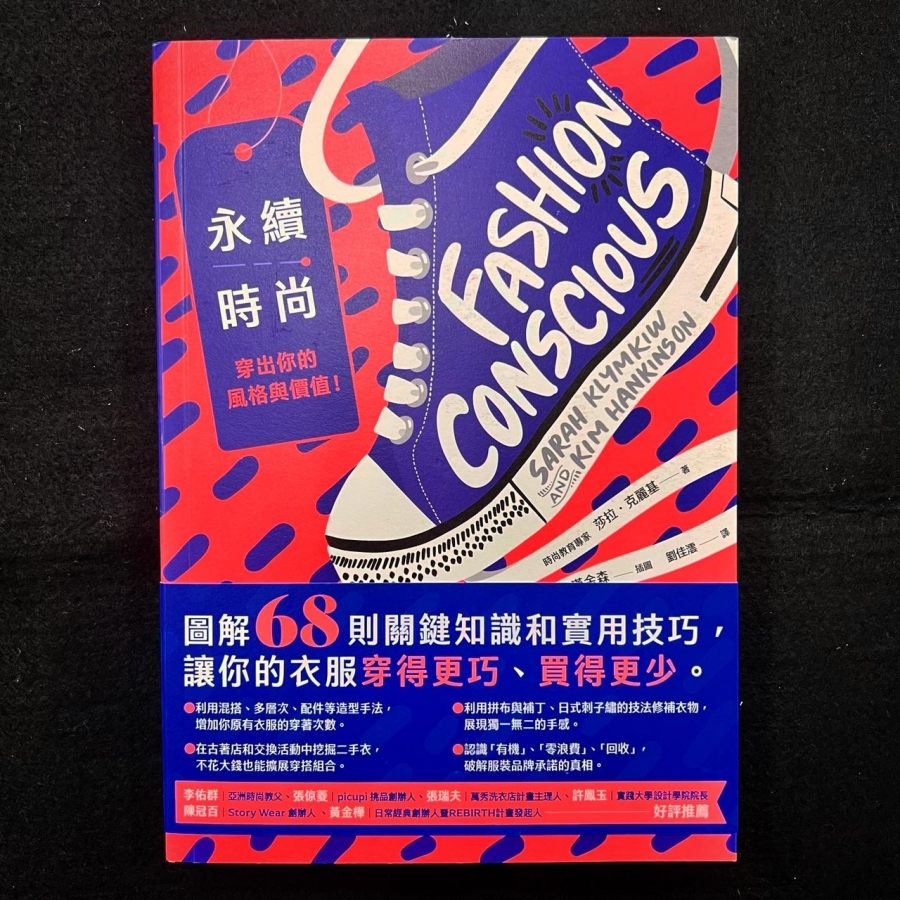 永續
時尚
穿出你的
風格與價值!
FASHION
CONSCIOUS
SARAH KLYMKIW
AND KIM HANKINSON
時尚教育專家 莎拉・克麗基——著
金森——插圖 劉佳澐——譯
圖解68則關鍵知識和實用技巧,
讓你的衣服穿得更巧、買得更少。
●利用混搭、多層次、配件等造型手法,
增加你原有衣服的穿著次數。
●在古著店和交換活動中挖掘二手衣,
不花大錢也能擴展穿搭組合。
●利用拼布與補丁、日式刺子繡的技法修補衣物,
展現獨一無二的手感。
●認識「有機」、「零浪費」、「回收」,
破解服裝品牌承諾的真相。
李佑群|亞洲時尚教父、張倞菱|picupi 挑品創辦人、張瑞夫|萬秀洗衣店計畫主理人、許鳳玉|實踐大學設計學院院長
陳冠百|Story Wear 創辦人、黃金樺|日常經典創辦人暨REBIRTH計畫發起人 好評推薦